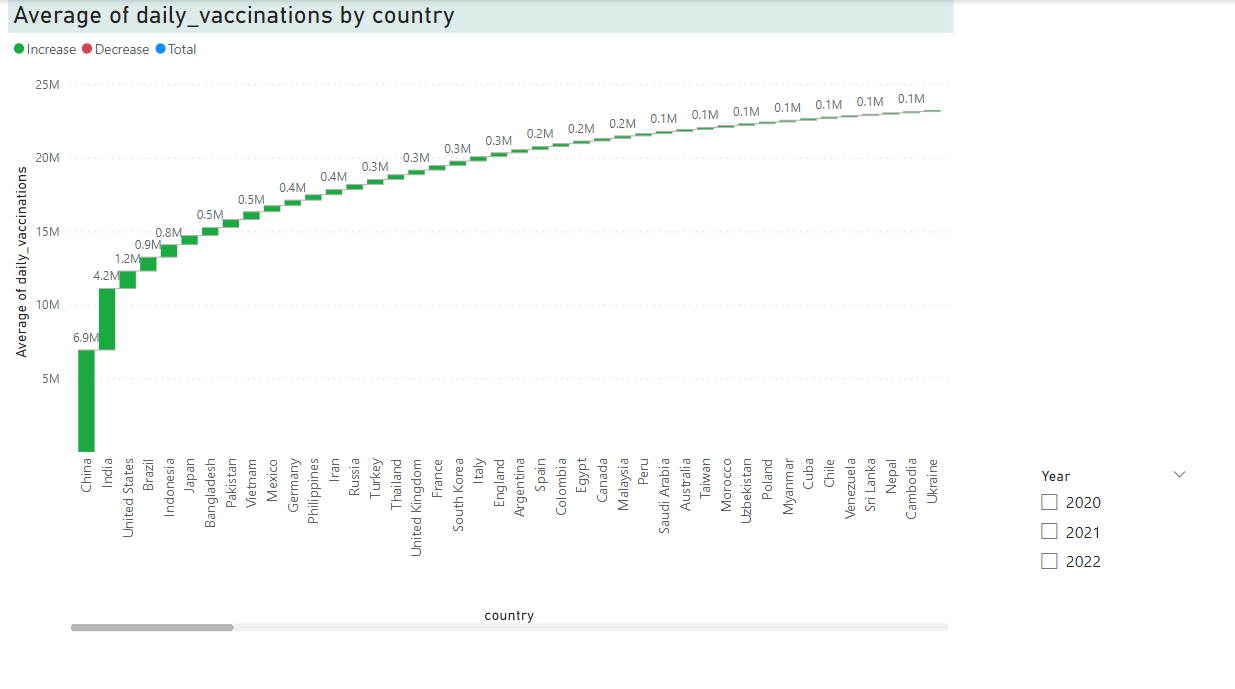 Average of daily_vaccinations by country
Increase Decrease Total
25M
20M
15M
10M
5M
Average of daily_vaccinations
6.9M
4.2M
1.2M
0.9M
0.8M
0.5M
0.5M
0.4M
0.4M
0.3M
0.3M
0.3M
0.3M
0.2M
0.2M
0.2M
0.1M
0.1M
0.1M
0.1M
0.1M
0.1M
0.1M
China
India
United States
Brazil
Indonesia
Japan
Bangladesh
Pakistan
Vietnam
Mexico
Germany
Philippines
Iran
Russia
Turkey
Thailand
United Kingdom
France
South Korea
Italy
England
Argentina
Spain
Colombia
Egypt
Canada
Malaysia
Peru
Saudi Arabia
Australia
Taiwan
Morocco
Uzbekistan
Poland
Myanmar
Cuba
Chile
Venezuela
Sri Lanka
Nepal
Cambodia
Ukraine
country
Year
2020
2021
2022